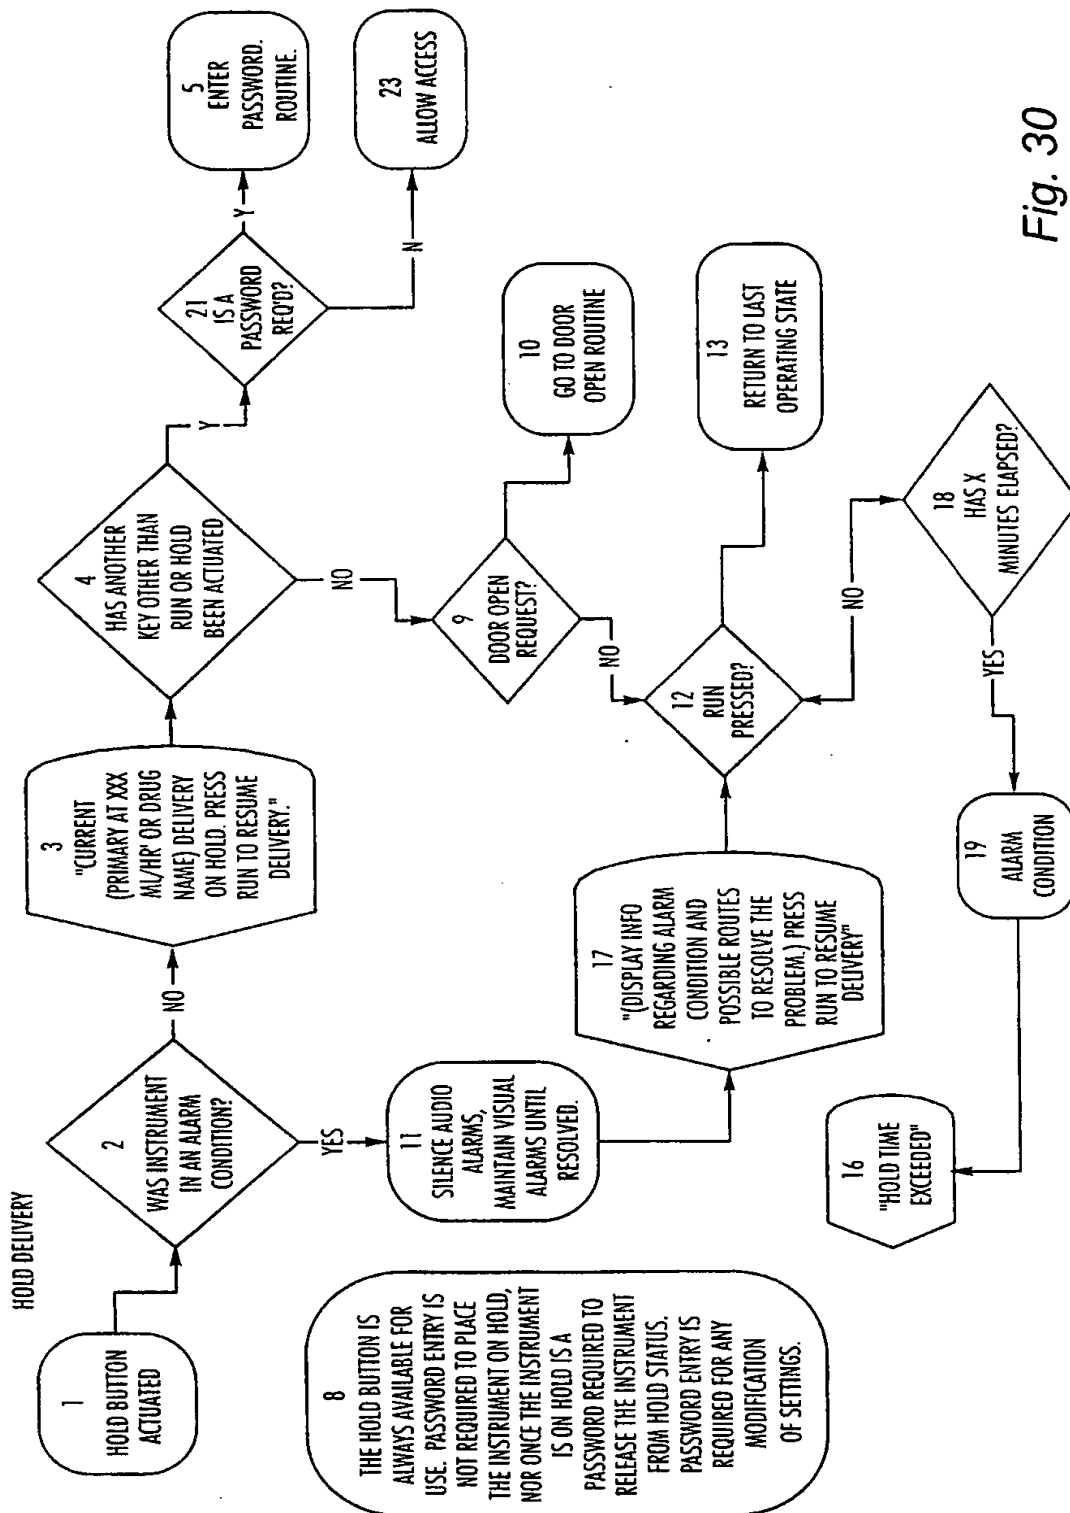 HOLD DELIVERY
1
HOLD BUTTON
ACTUATED
2
WAS INSTRUMENT
IN AN ALARM
CONDITION?
NO
YES
3
"CURRENT
(PRIMARY AT XXX
ML/HR' OR DRUG
NAME) DELIVERY
ON HOLD. PRESS
RUN TO RESUME
DELIVERY."
4
HAS ANOTHER
KEY OTHER THAN
RUN OR HOLD
BEEN ACTUATED
Y
NO
21
IS A
PASSWORD
REQ'D?
Y
N
5
ENTER
PASSWORD.
ROUTINE.
23
ALLOW ACCESS
9
DOOR OPEN
REQUEST?
NO
10
GO TO DOOR
OPEN ROUTINE
8
THE HOLD BUTTON IS
ALWAYS AVAILABLE FOR
USE. PASSWORD ENTRY IS
NOT REQUIRED TO PLACE
THE INSTRUMENT ON HOLD,
NOR ONCE THE INSTRUMENT
IS ON HOLD IS A
PASSWORD REQUIRED TO
RELEASE THE INSTRUMENT
FROM HOLD STATUS.
PASSWORD ENTRY IS
REQUIRED FOR ANY
MODIFICATION
OF SETTINGS.
11
SILENCE AUDIO
ALARMS,
MAINTAIN VISUAL
ALARMS UNTIL
RESOLVED.
17
"(DISPLAY INFO
REGARDING ALARM
CONDITION AND
POSSIBLE ROUTES
TO RESOLVE THE
PROBLEM.) PRESS
RUN TO RESUME
DELIVERY"
12
RUN
PRESSED?
NO
13
RETURN TO LAST
OPERATING STATE
18
HAS X
MINUTES ELAPSED?
YES
19
ALARM
CONDITION
16
"HOLD TIME
EXCEEDED"
Fig. 30